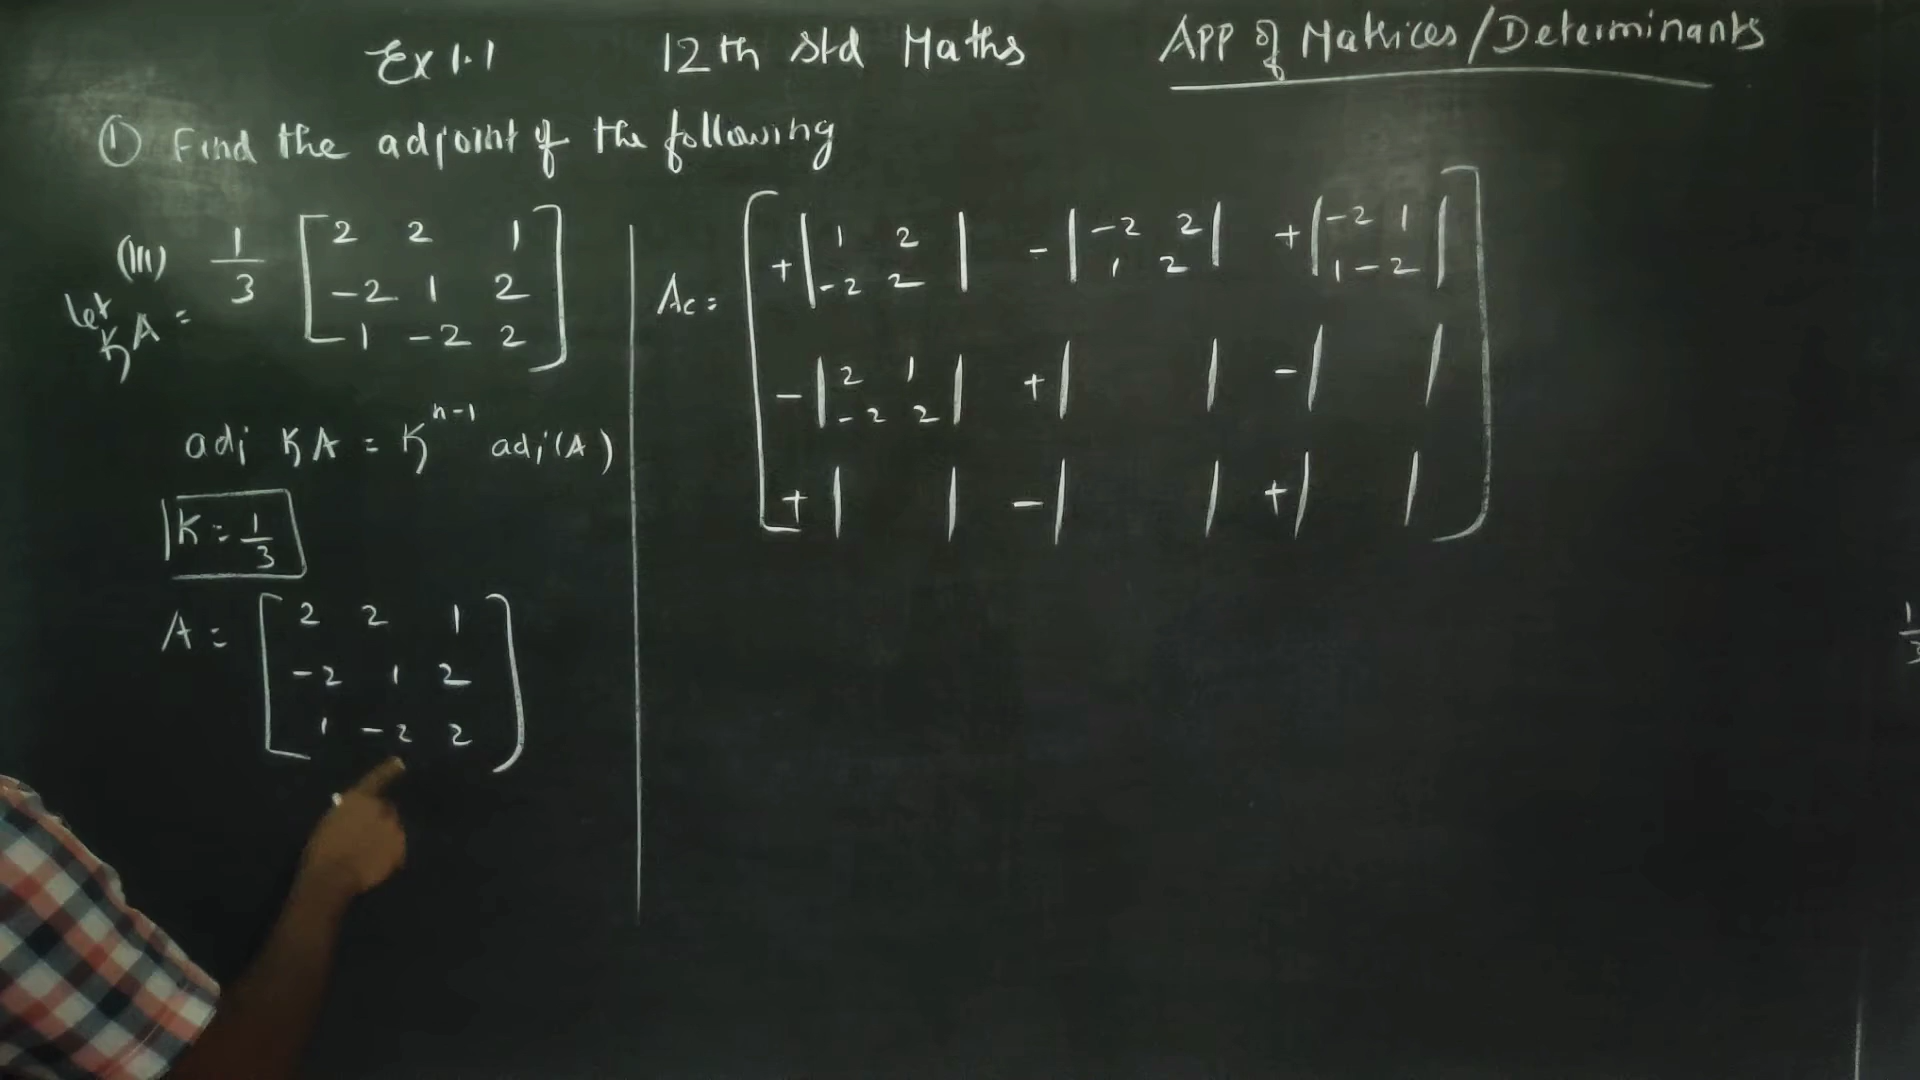 Ex 1.1 12th std Maths App of Matrices/Determinants
① Find the adjoint of the following
(iii) 1/3 [2 2 1
-2 1 2
1 -2 2]
let KA =
adj KA = K^(n-1) adj(A)
K = 1/3
A = [2 2 1
-2 1 2
1 -2 2]
Ac = [+|1 2| -|-2 2| +|-2 1|
|-2 2| |1 2| |1 -2|
-|2 1| +| | -| |
|-2 2|
+| | -| | +| |]
1/3